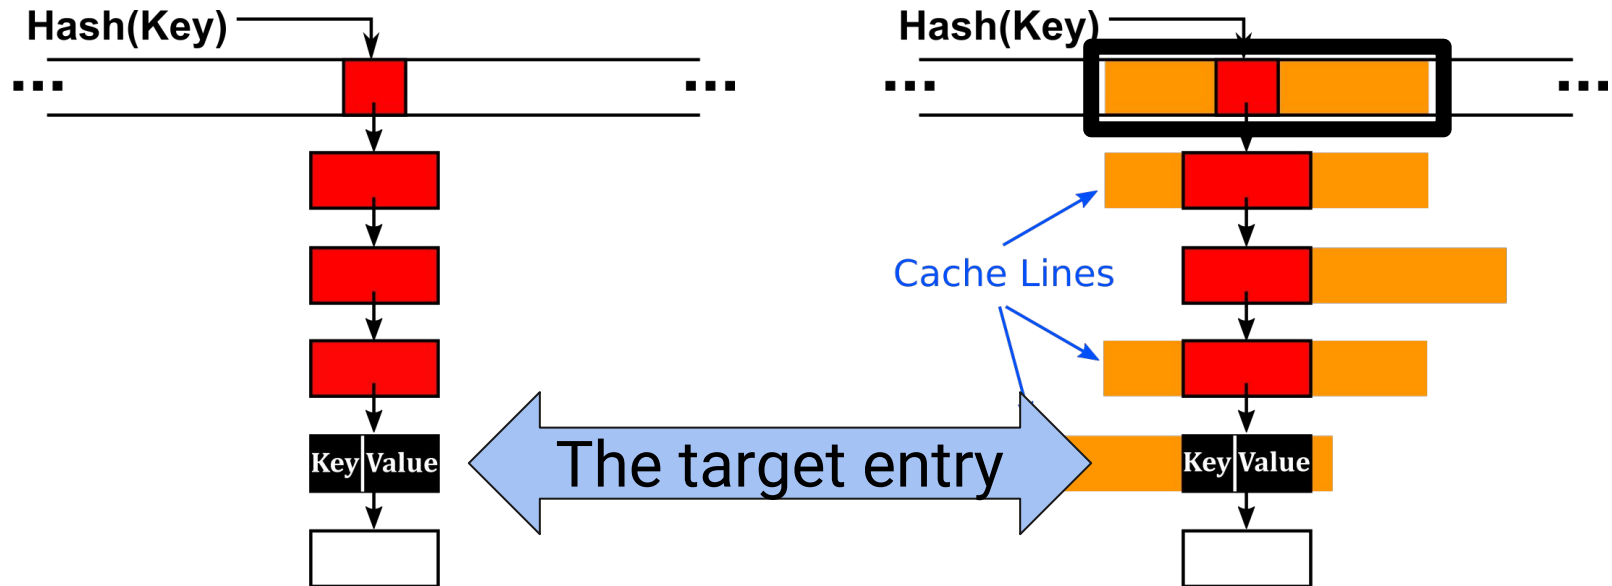 Hash(Key)
Hash(Key)
... ...
... ...
Cache Lines
The target entry
Key Value
Key Value